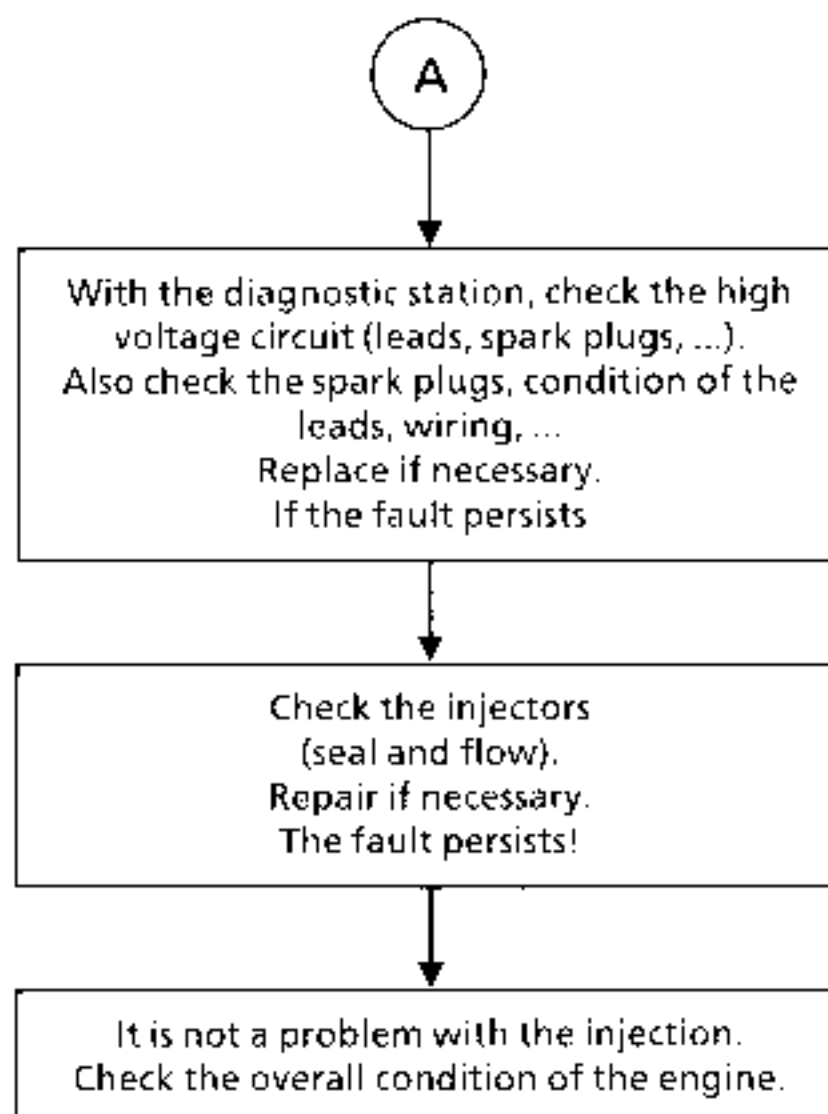 A
With the diagnostic station, check the high
voltage circuit (leads, spark plugs, ...).
Also check the spark plugs, condition of the
leads, wiring, ...
Replace if necessary.
If the fault persists
Check the injectors
(seal and flow).
Repair if necessary.
The fault persists!
It is not a problem with the injection.
Check the overall condition of the engine.